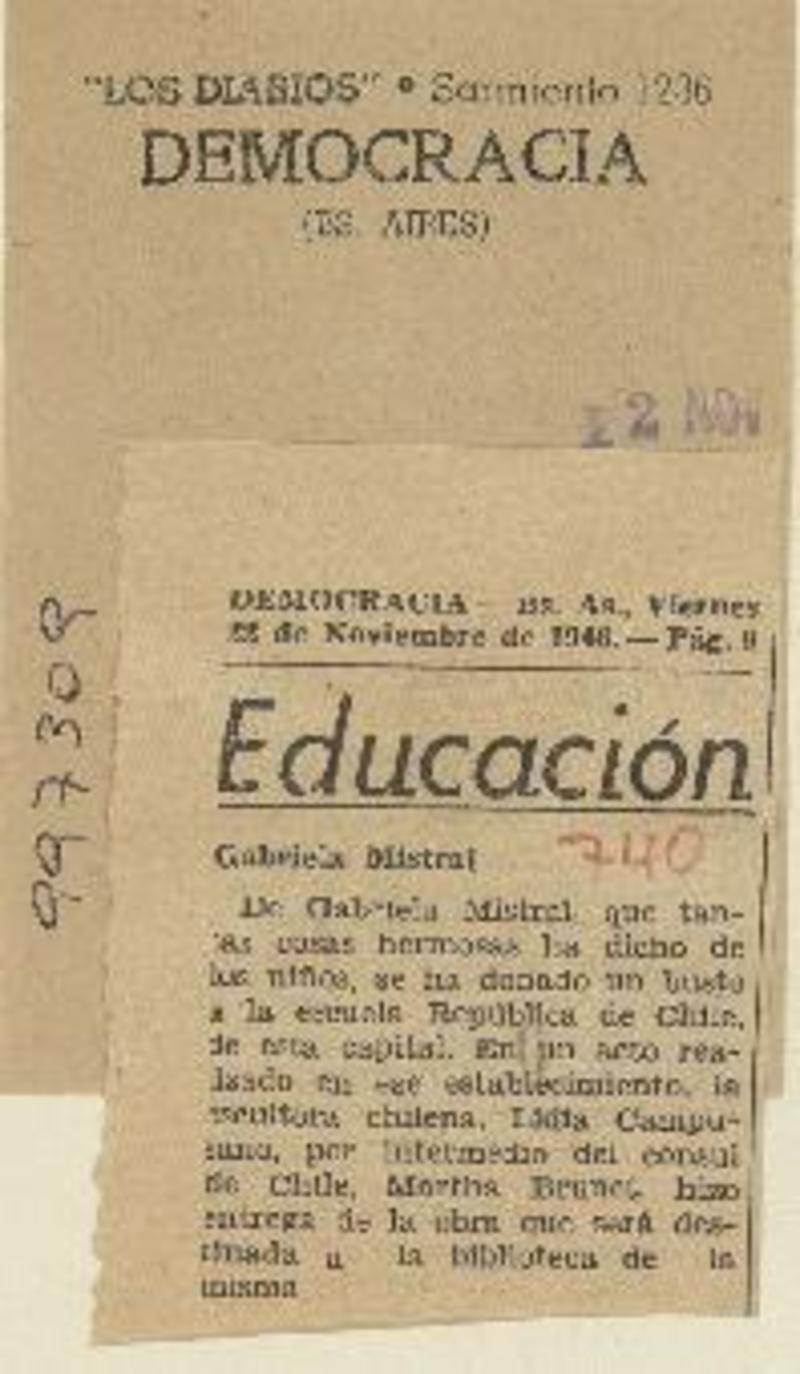 "LOS DIARIOS" • Sarmiento 1236
DEMOCRACIA
(BS. AIRES)
22 NOV
997309
DEMOCRACIA — Bs. As., Viernes
22 de Noviembre de 1946. — Pág. 9
Educación
740
Gabriela Mistral
De Gabriela Mistral, que tan-
tas cosas hermosas ha dicho de
los niños, se ha donado un busto
a la escuela República de Chile,
de esta capital. En un acto rea-
lizado en ese establecimiento, la
escultora chilena, Lidia Campu-
sano, por intermedio del consul
de Chile, Martha Brunet, hizo
entrega de la obra que será des-
tinada a la biblioteca de la
misma